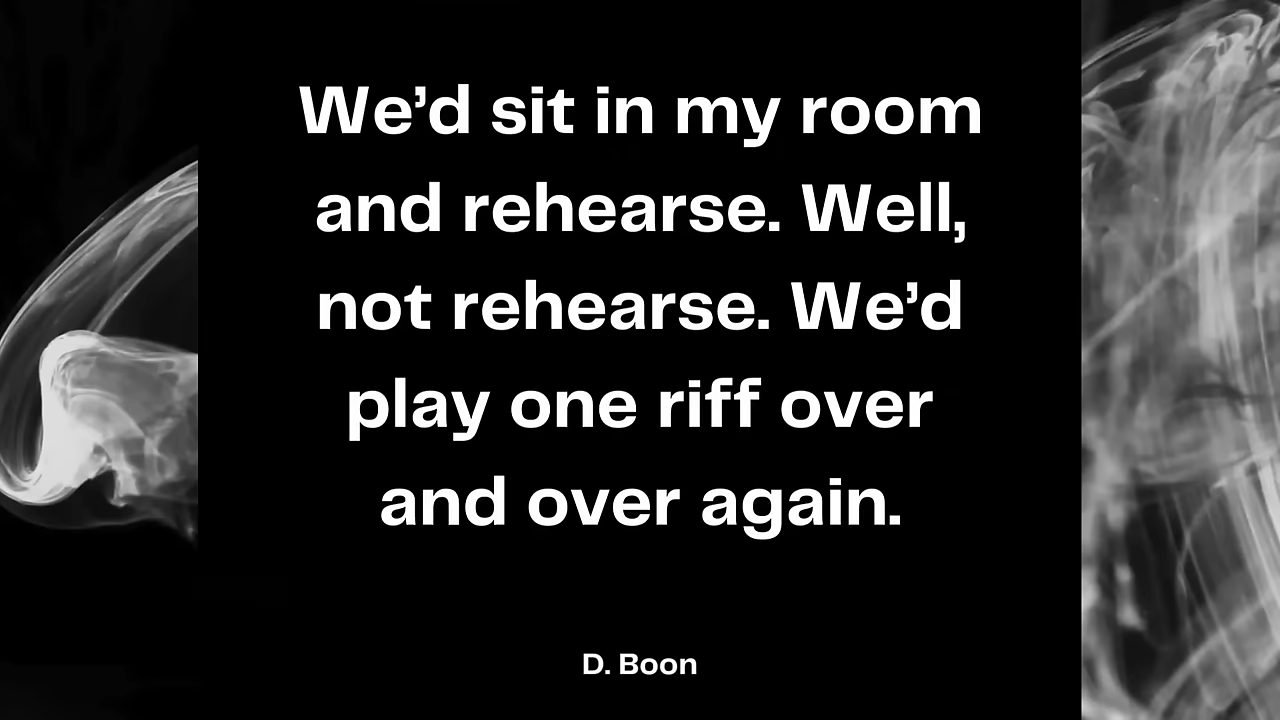 We’d sit in my room
and rehearse. Well,
not rehearse. We’d
play one riff over
and over again.
D. Boon